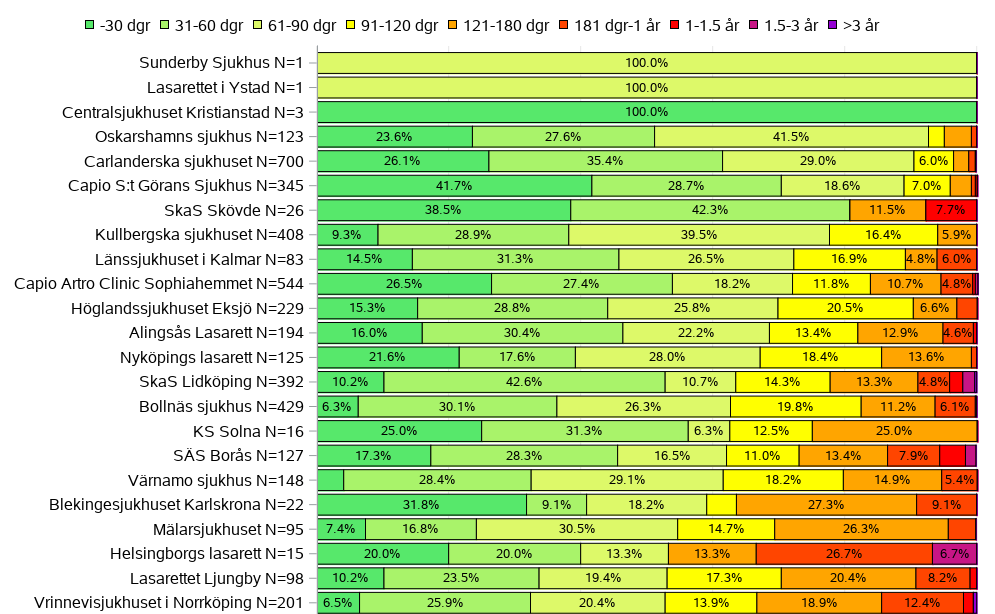 -30 dgr 31-60 dgr 61-90 dgr 91-120 dgr 121-180 dgr 181 dgr-1 år 1-1.5 år 1.5-3 år >3 år
Sunderby Sjukhus N=1 100.0%
Lasarettet i Ystad N=1 100.0%
Centralsjukhuset Kristianstad N=3 100.0%
Oskarshamns sjukhus N=123 23.6% 27.6% 41.5%
Carlanderska sjukhuset N=700 26.1% 35.4% 29.0% 6.0%
Capio S:t Görans Sjukhus N=345 41.7% 28.7% 18.6% 7.0%
SkaS Skövde N=26 38.5% 42.3% 11.5% 7.7%
Kullbergska sjukhuset N=408 9.3% 28.9% 39.5% 16.4% 5.9%
Länssjukhuset i Kalmar N=83 14.5% 31.3% 26.5% 16.9% 4.8% 6.0%
Capio Artro Clinic Sophiahemmet N=544 26.5% 27.4% 18.2% 11.8% 10.7% 4.8%
Höglandssjukhuset Eksjö N=229 15.3% 28.8% 25.8% 20.5% 6.6%
Alingsås Lasarett N=194 16.0% 30.4% 22.2% 13.4% 12.9% 4.6%
Nyköpings lasarett N=125 21.6% 17.6% 28.0% 18.4% 13.6%
SkaS Lidköping N=392 10.2% 42.6% 10.7% 14.3% 13.3% 4.8%
Bollnäs sjukhus N=429 6.3% 30.1% 26.3% 19.8% 11.2% 6.1%
KS Solna N=16 25.0% 31.3% 6.3% 12.5% 25.0%
SÄS Borås N=127 17.3% 28.3% 16.5% 11.0% 13.4% 7.9%
Värnamo sjukhus N=148 28.4% 29.1% 18.2% 14.9% 5.4%
Blekingesjukhuset Karlskrona N=22 31.8% 9.1% 18.2% 27.3% 9.1%
Mälarsjukhuset N=95 7.4% 16.8% 30.5% 14.7% 26.3%
Helsingborgs lasarett N=15 20.0% 20.0% 13.3% 13.3% 26.7% 6.7%
Lasarettet Ljungby N=98 10.2% 23.5% 19.4% 17.3% 20.4% 8.2%
Vrinnevisjukhuset i Norrköping N=201 6.5% 25.9% 20.4% 13.9% 18.9% 12.4%